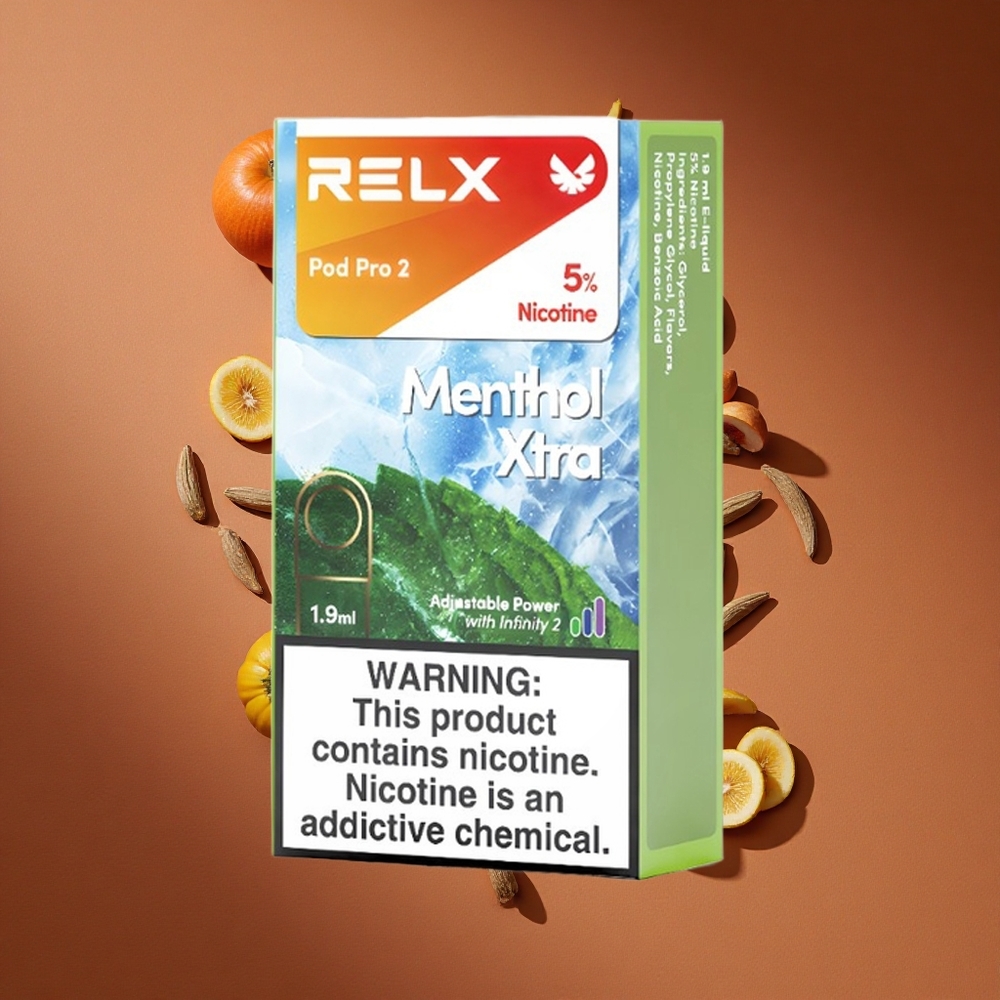 RELX
Pod Pro 2
5%
Nicotine
Menthol
Xtra
1.9ml
Adjustable Power
with Infinity 2
WARNING:
This product
contains nicotine.
Nicotine is an
addictive chemical.
1.9 ml E-liquid
5% Nicotine
Ingredients: Glycerol,
Propylene Glycol, Flavors,
Nicotine, Benzoic Acid